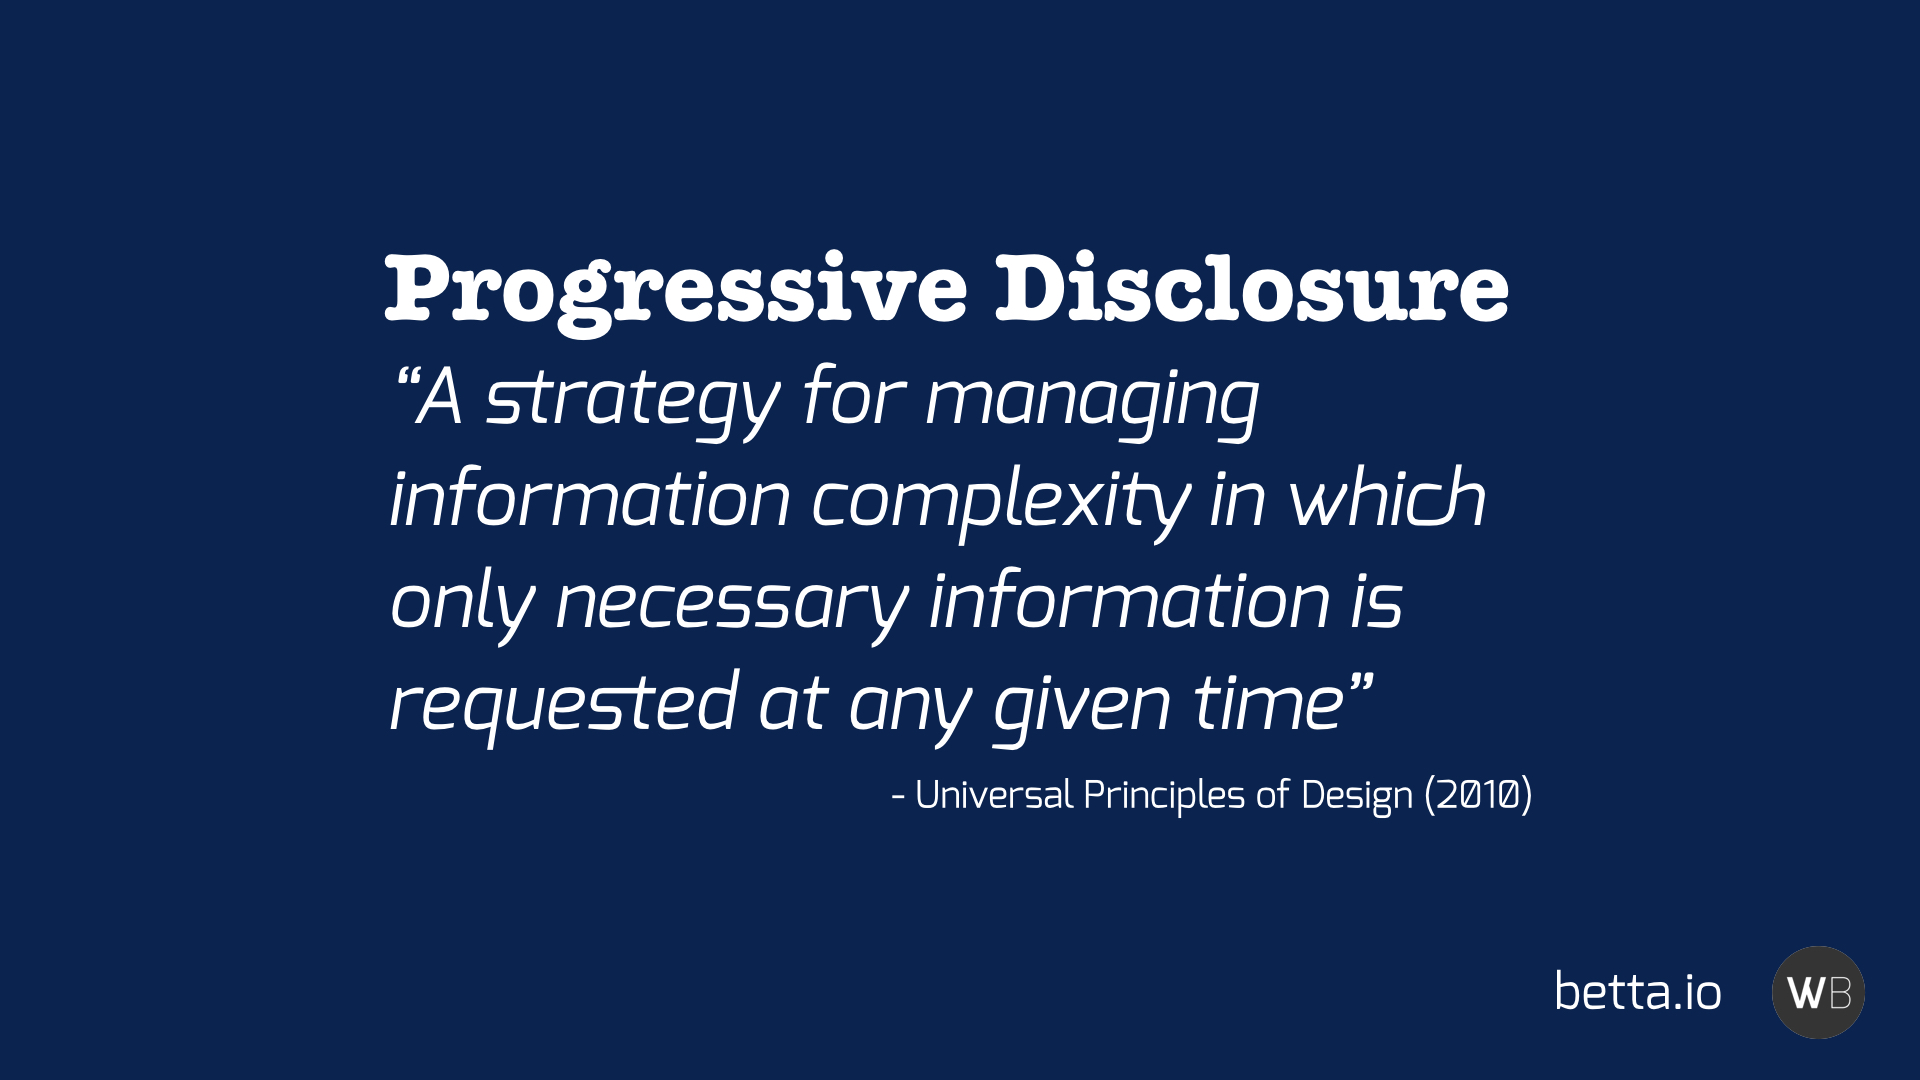 Progressive Disclosure
“A strategy for managing
information complexity in which
only necessary information is
requested at any given time”
- Universal Principles of Design (2010)
betta.io
WB